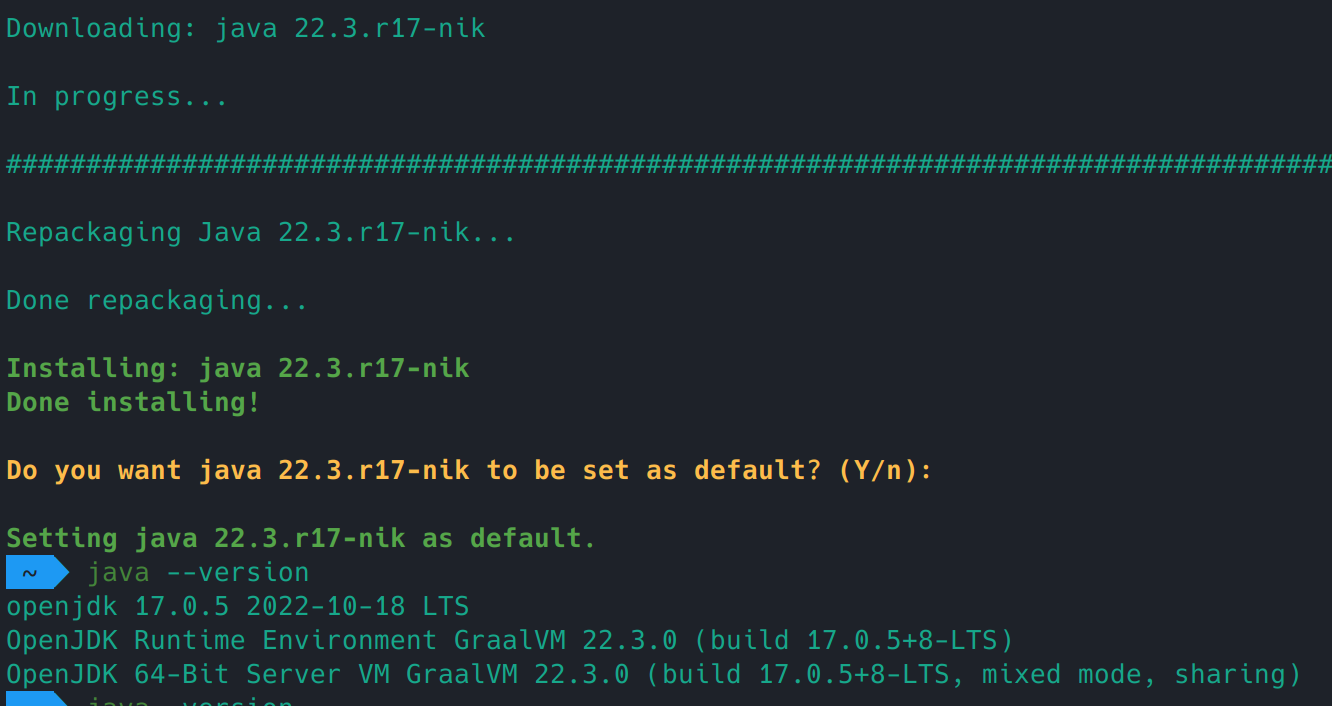 Downloading: java 22.3.r17-nik
In progress...
###################################################################################
Repackaging Java 22.3.r17-nik...
Done repackaging...
Installing: java 22.3.r17-nik
Done installing!
Do you want java 22.3.r17-nik to be set as default? (Y/n):
Setting java 22.3.r17-nik as default.
~ java --version
openjdk 17.0.5 2022-10-18 LTS
OpenJDK Runtime Environment GraalVM 22.3.0 (build 17.0.5+8-LTS)
OpenJDK 64-Bit Server VM GraalVM 22.3.0 (build 17.0.5+8-LTS, mixed mode, sharing)